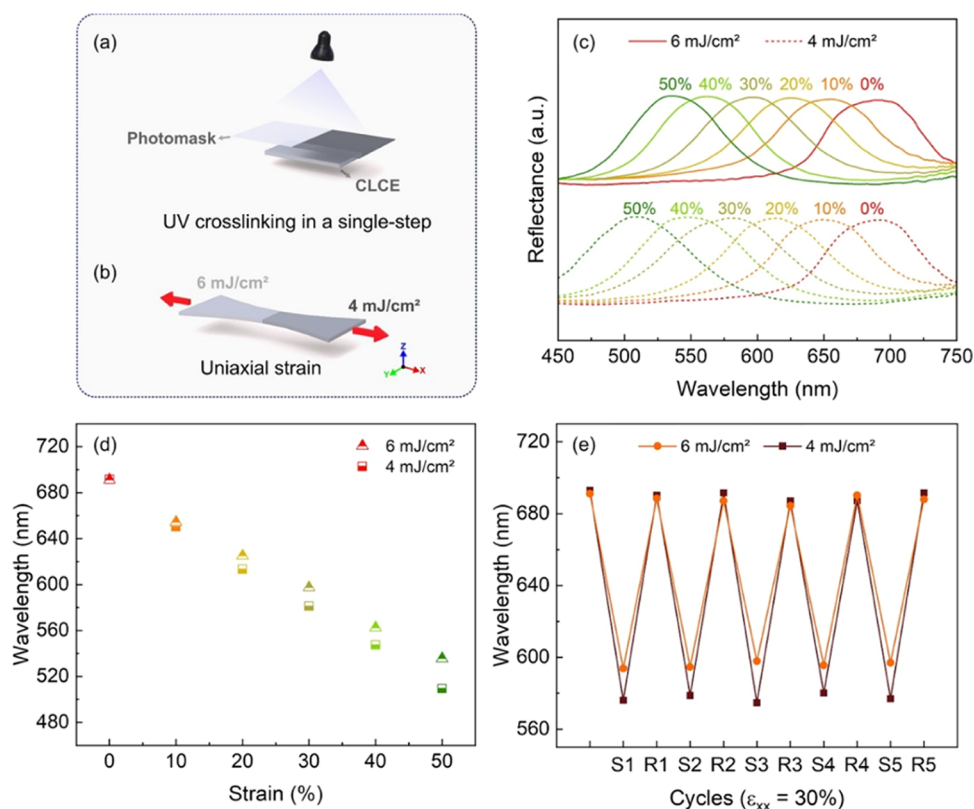 (a)
Photomask
CLCE
UV crosslinking in a single-step
(b)
6 mJ/cm²
4 mJ/cm²
Uniaxial strain
Z
Y
X
(c)
6 mJ/cm²
4 mJ/cm²
50% 40% 30% 20% 10% 0%
50% 40% 30% 20% 10% 0%
Reflectance (a.u.)
450 500 550 600 650 700 750
Wavelength (nm)
(d)
6 mJ/cm²
4 mJ/cm²
Wavelength (nm)
720
680
640
600
560
520
480
0 10 20 30 40 50
Strain (%)
(e)
6 mJ/cm²
4 mJ/cm²
Wavelength (nm)
720
680
640
600
560
S1 R1 S2 R2 S3 R3 S4 R4 S5 R5
Cycles (εxx = 30%)